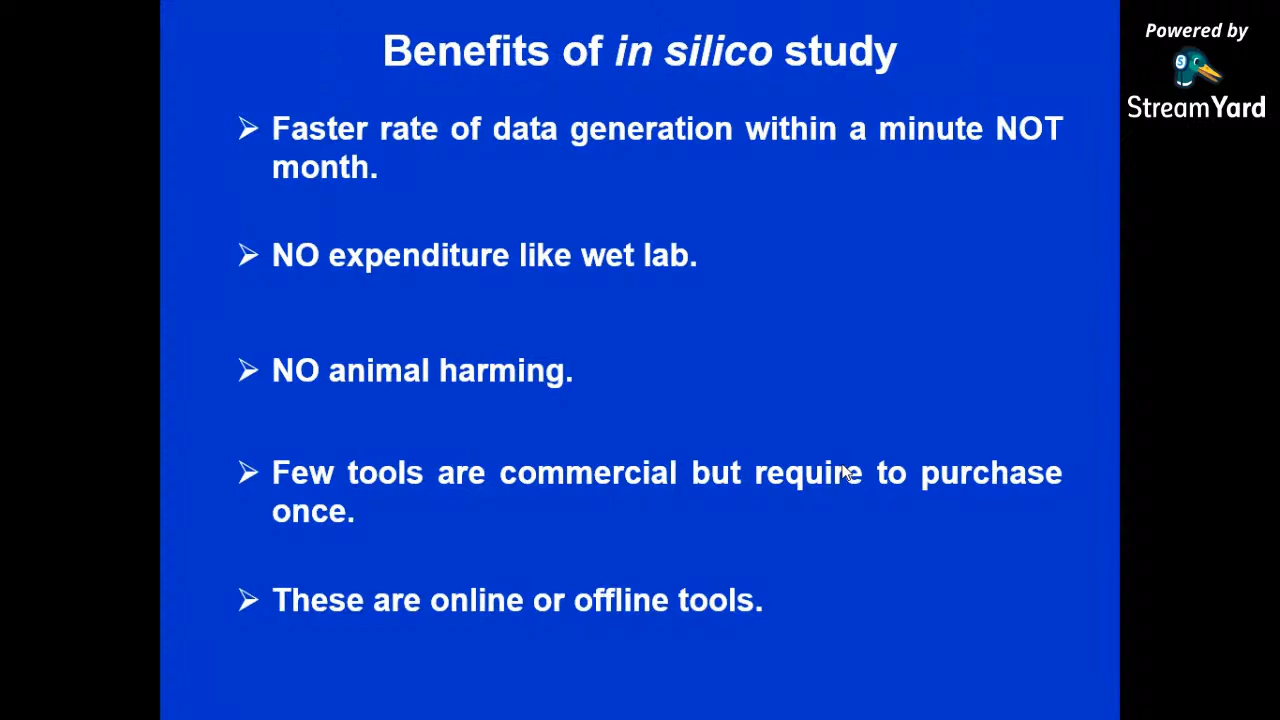 Benefits of in silico study
Powered by
StreamYard
➢ Faster rate of data generation within a minute NOT
month.
➢ NO expenditure like wet lab.
➢ NO animal harming.
➢ Few tools are commercial but require to purchase
once.
➢ These are online or offline tools.